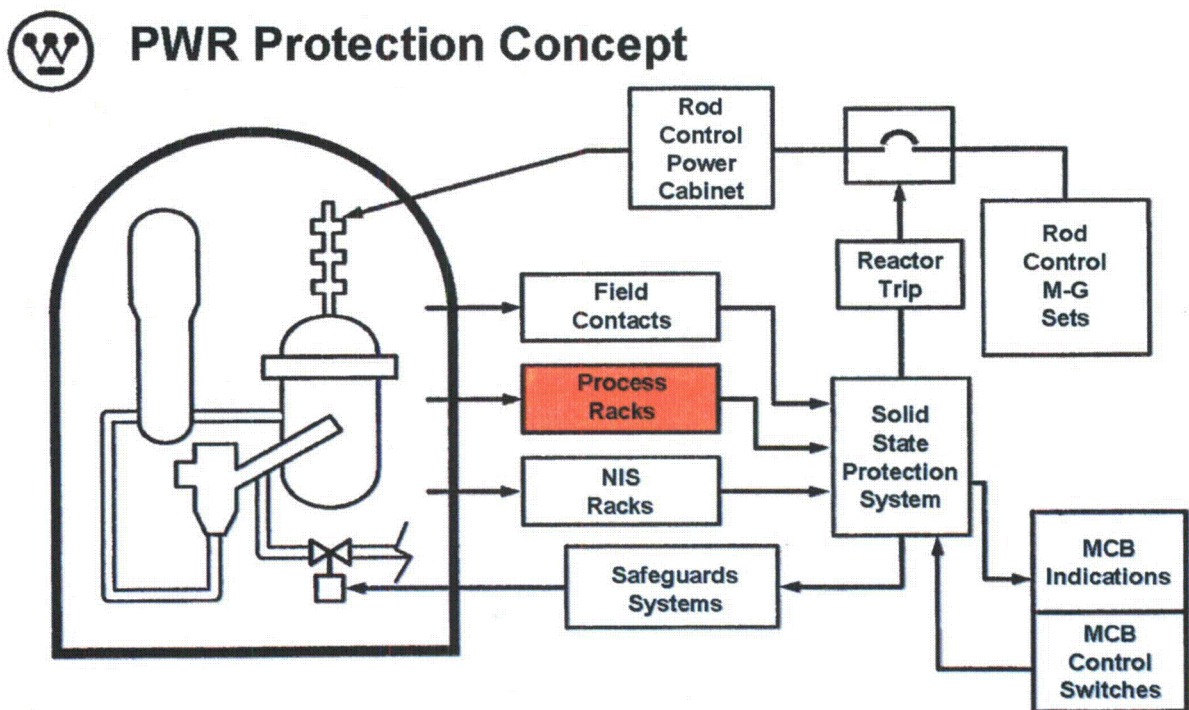 PWR Protection Concept
Rod
Control
Power
Cabinet
Reactor
Trip
Rod
Control
M-G
Sets
Field
Contacts
Process
Racks
NIS
Racks
Solid
State
Protection
System
Safeguards
Systems
MCB
Indications
MCB
Control
Switches